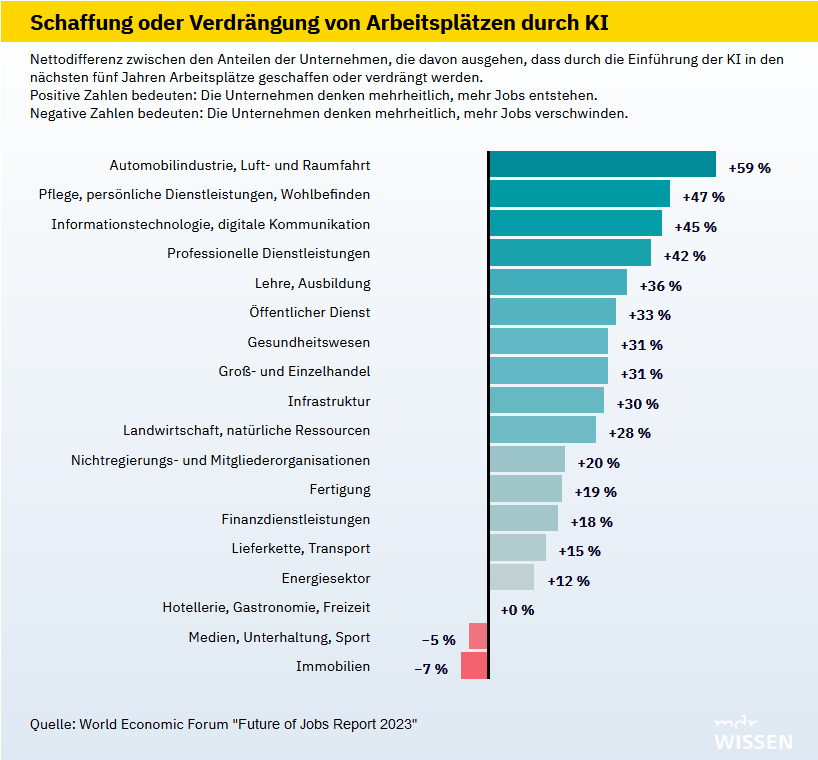 Schaffung oder Verdrängung von Arbeitsplätzen durch KI
Nettodifferenz zwischen den Anteilen der Unternehmen, die davon ausgehen, dass durch die Einführung der KI in den
nächsten fünf Jahren Arbeitsplätze geschaffen oder verdrängt werden.
Positive Zahlen bedeuten: Die Unternehmen denken mehrheitlich, mehr Jobs entstehen.
Negative Zahlen bedeuten: Die Unternehmen denken mehrheitlich, mehr Jobs verschwinden.
Automobilindustrie, Luft- und Raumfahrt +59 %
Pflege, persönliche Dienstleistungen, Wohlbefinden +47 %
Informationstechnologie, digitale Kommunikation +45 %
Professionelle Dienstleistungen +42 %
Lehre, Ausbildung +36 %
Öffentlicher Dienst +33 %
Gesundheitswesen +31 %
Groß- und Einzelhandel +31 %
Infrastruktur +30 %
Landwirtschaft, natürliche Ressourcen +28 %
Nichtregierungs- und Mitgliederorganisationen +20 %
Fertigung +19 %
Finanzdienstleistungen +18 %
Lieferkette, Transport +15 %
Energiesektor +12 %
Hotellerie, Gastronomie, Freizeit +0 %
Medien, Unterhaltung, Sport −5 %
Immobilien −7 %
Quelle: World Economic Forum "Future of Jobs Report 2023"
mdr
WISSEN